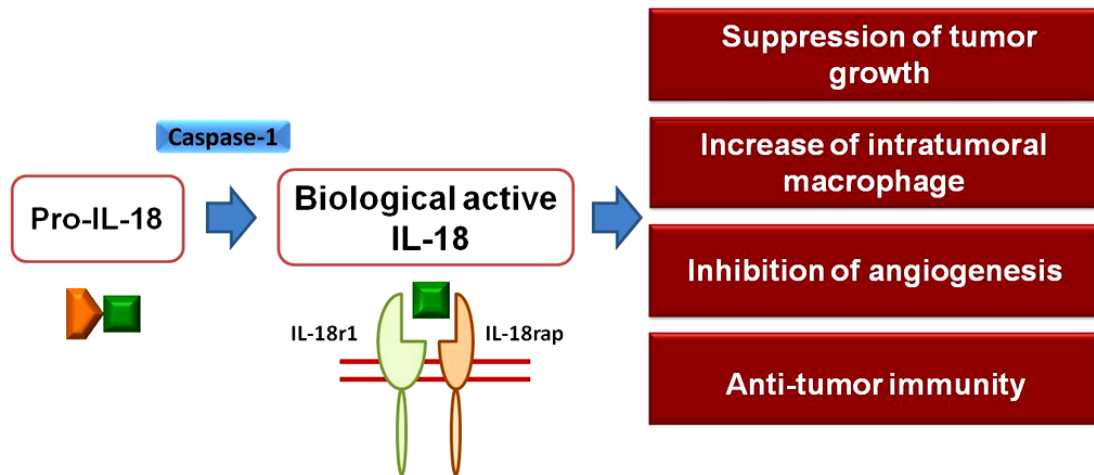 Suppression of tumor
growth
Caspase-1
Increase of intratumoral
macrophage
Pro-IL-18
Biological active
IL-18
Inhibition of angiogenesis
IL-18r1
IL-18rap
Anti-tumor immunity